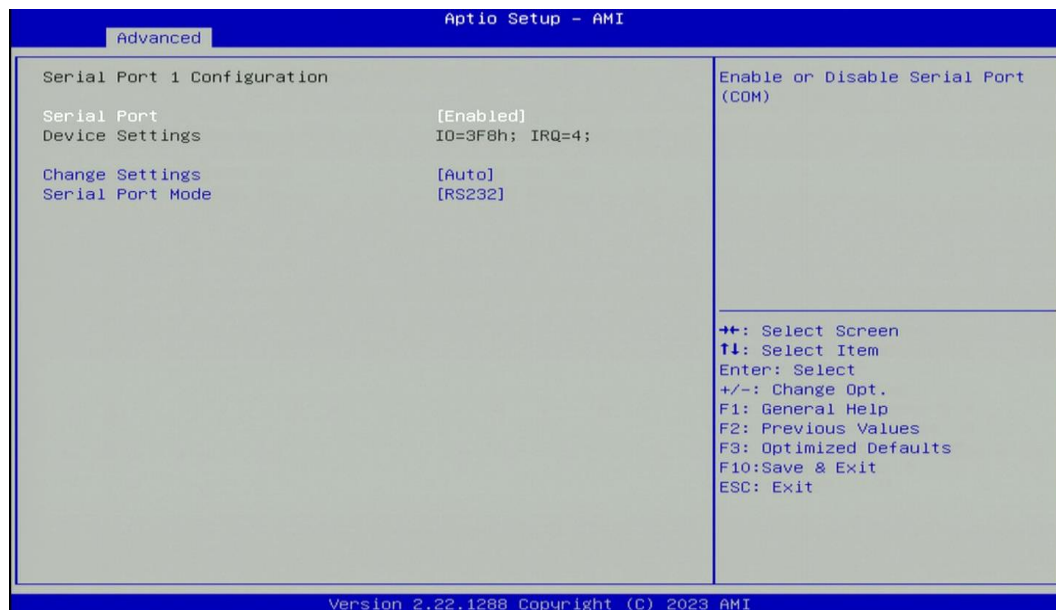 Aptio Setup – AMI
Advanced
Serial Port 1 Configuration
Serial Port [Enabled]
Device Settings IO=3F8h; IRQ=4;
Change Settings [Auto]
Serial Port Mode [RS232]
Enable or Disable Serial Port
(COM)
→←: Select Screen
↑↓: Select Item
Enter: Select
+/-: Change Opt.
F1: General Help
F2: Previous Values
F3: Optimized Defaults
F10:Save & Exit
ESC: Exit
Version 2.22.1288 Copyright (C) 2023 AMI